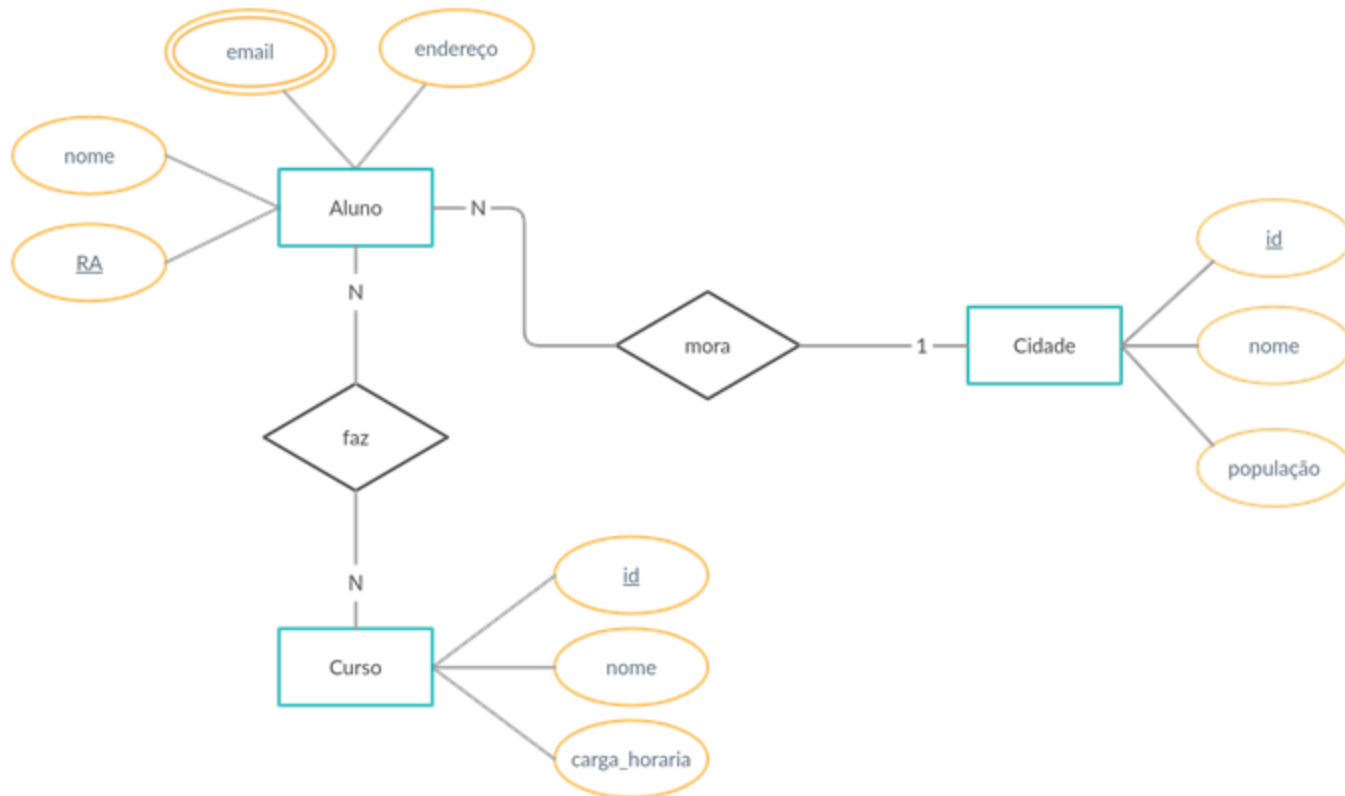 email
endereço
nome
RA
Aluno
N
N
mora
1
Cidade
id
nome
população
faz
N
Curso
id
nome
carga_horaria